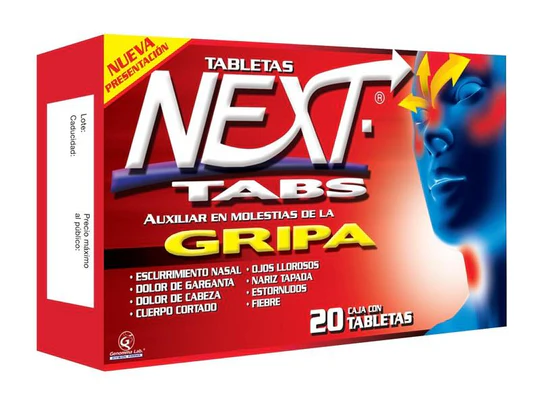 NUEVA
PRESENTACIÓN
TABLETAS
NEXT.®
TABS
AUXILIAR EN MOLESTIAS DE LA
GRIPA
• ESCURRIMIENTO NASAL
• DOLOR DE GARGANTA
• DOLOR DE CABEZA
• CUERPO CORTADO
• OJOS LLOROSOS
• NARIZ TAPADA
• ESTORNUDOS
• FIEBRE
20 CAJA CON
TABLETAS
Lote:
Caducidad:
Precio máximo
al público:
Genomma Lab.